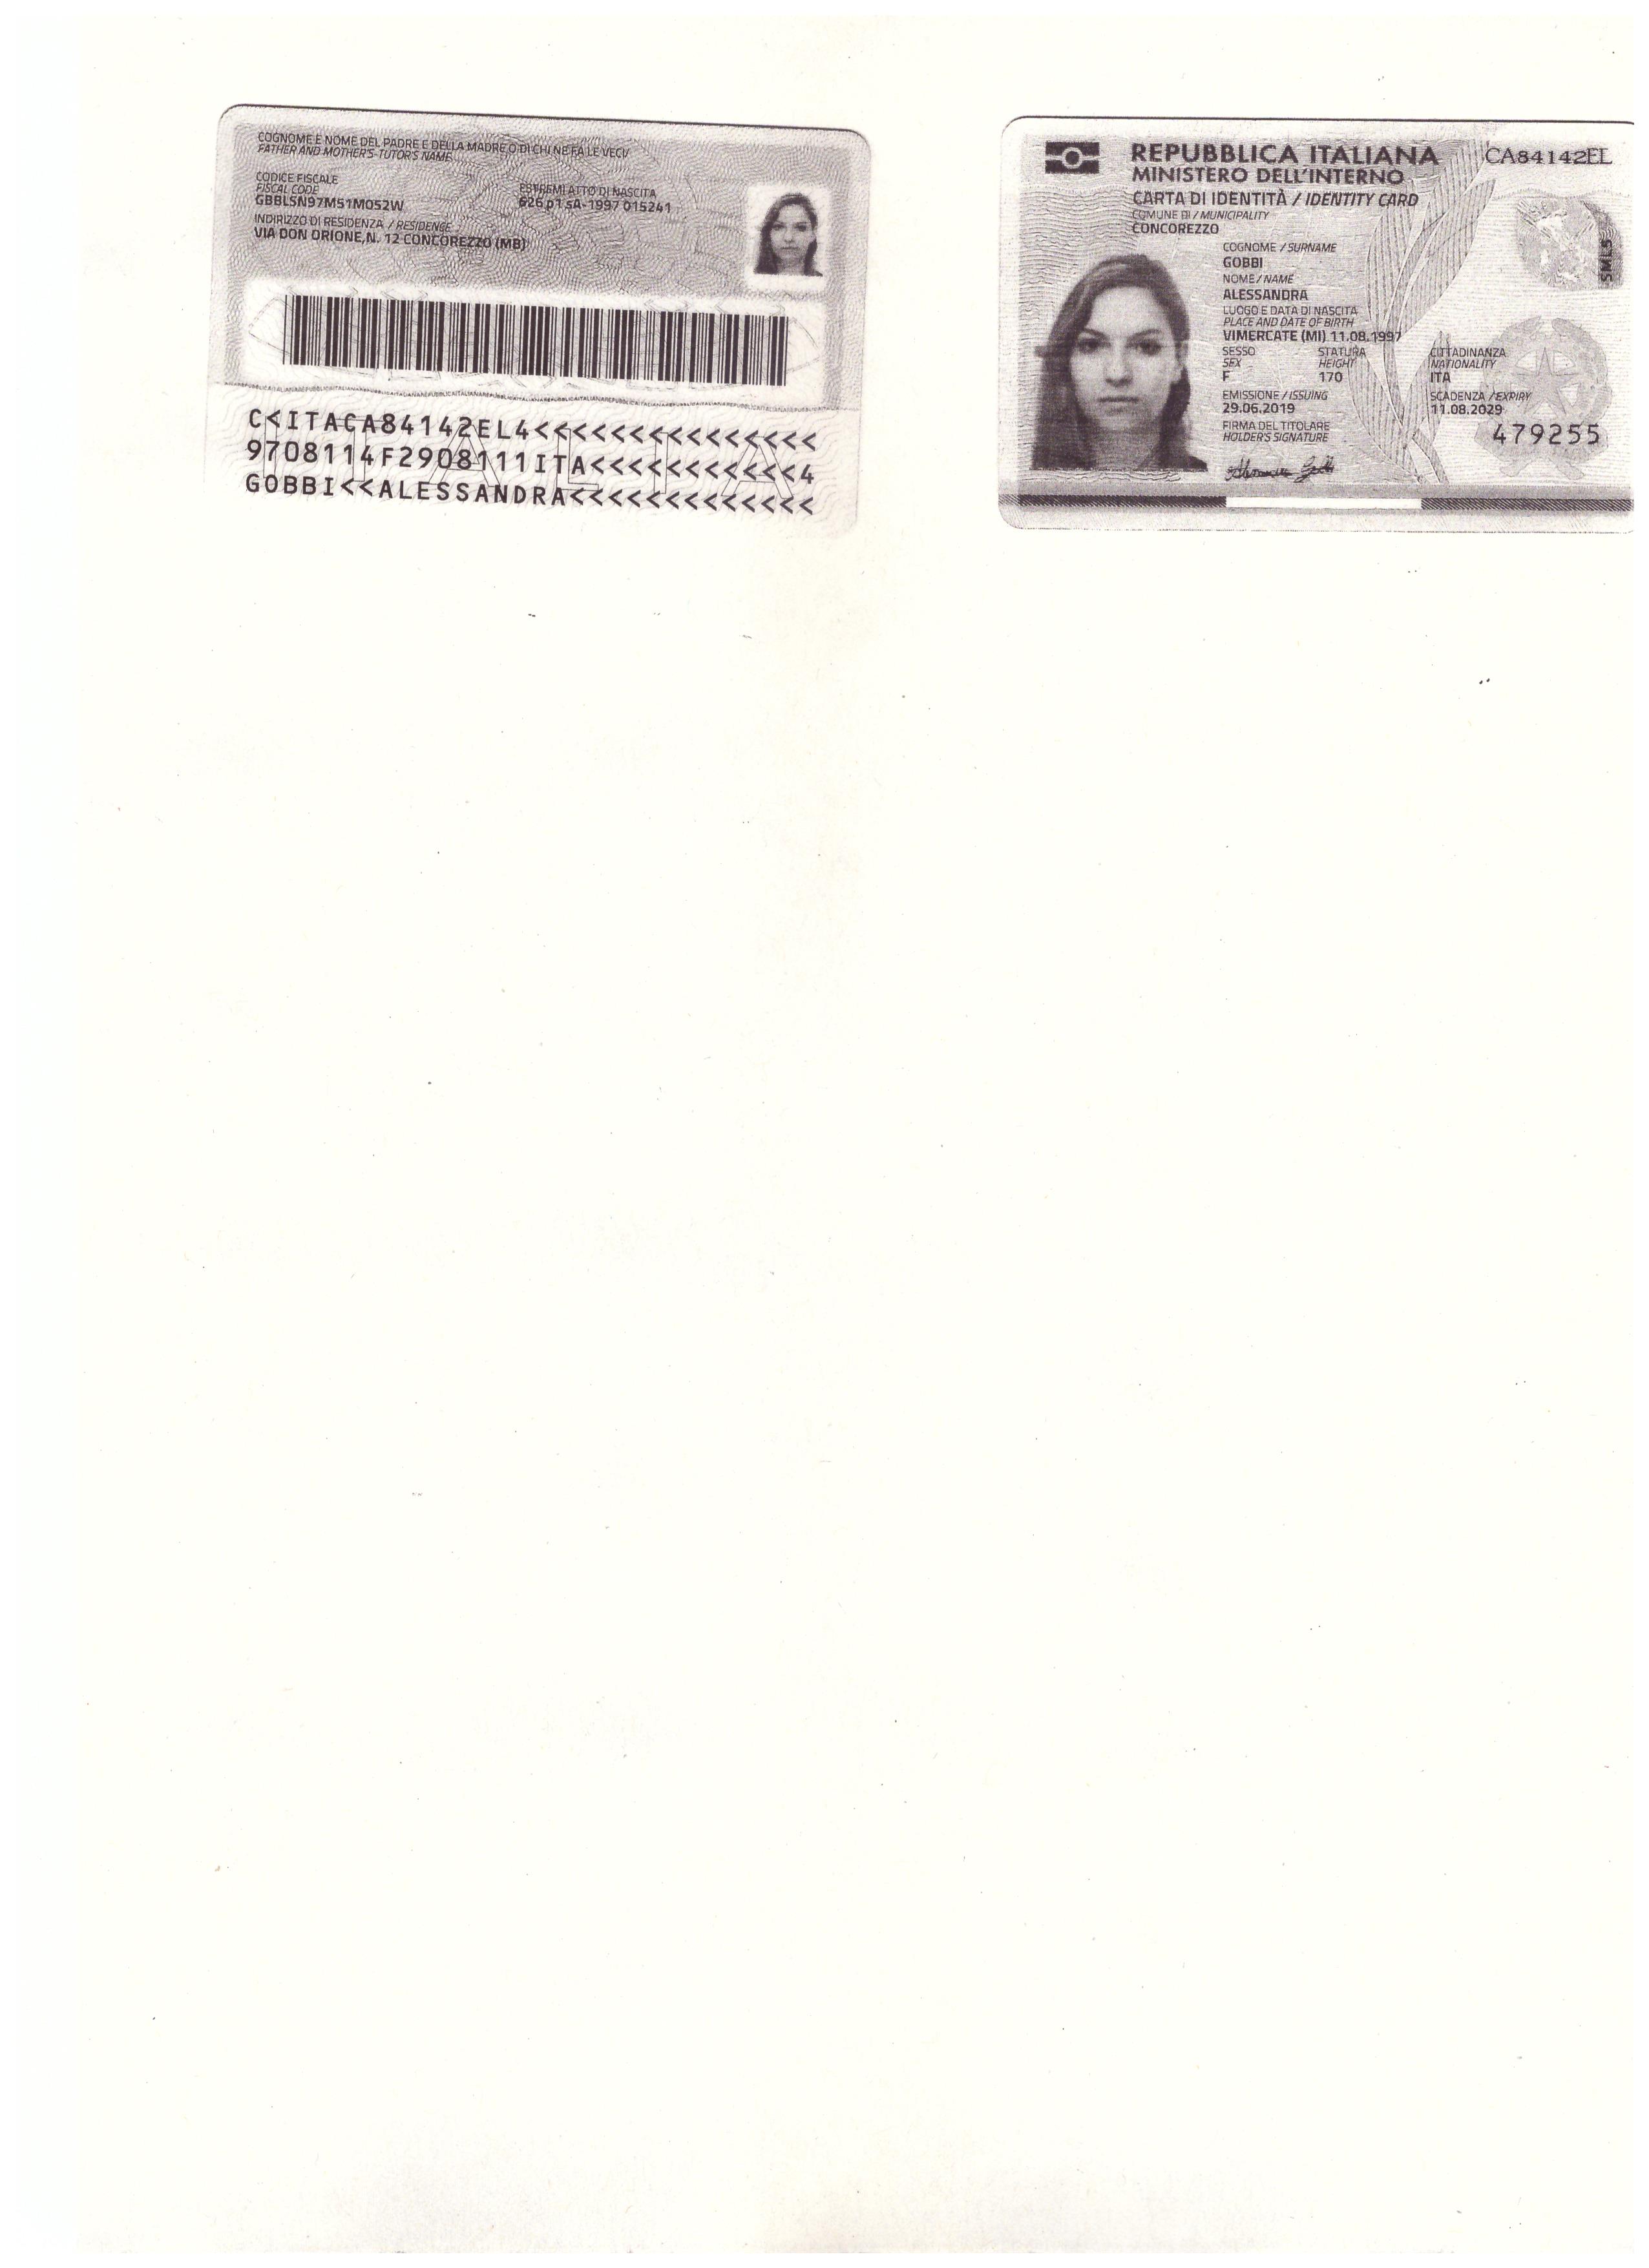 COGNOME E NOME DEL PADRE E DELLA MADRE O DI CHI NE FA LE VECI/
FATHER AND MOTHER'S-TUTOR'S NAME
CODICE FISCALE
FISCAL CODE
GBBLSN97M51M052W
ESTREMI ATTO DI NASCITA
626 p1 sA-1997 015241
INDIRIZZO DI RESIDENZA / RESIDENCE
VIA DON ORIONE, N. 12 CONCOREZZO (MB)
C<ITACA84142EL4<<<<<<<<<<<<<<<
9708114F2908111ITA<<<<<<<<<<<4
GOBBI<<ALESSANDRA<<<<<<<<<<<<<
REPUBBLICA ITALIANA
CA84142EL
MINISTERO DELL'INTERNO
CARTA DI IDENTITÀ / IDENTITY CARD
COMUNE DI / MUNICIPALITY
CONCOREZZO
COGNOME / SURNAME
GOBBI
NOME / NAME
ALESSANDRA
LUOGO E DATA DI NASCITA
PLACE AND DATE OF BIRTH
VIMERCATE (MI) 11.08.1997
SESSO
SEX
F
STATURA
HEIGHT
170
CITTADINANZA
NATIONALITY
ITA
EMISSIONE / ISSUING
29.06.2019
SCADENZA / EXPIRY
11.08.2029
FIRMA DEL TITOLARE
HOLDER'S SIGNATURE
479255